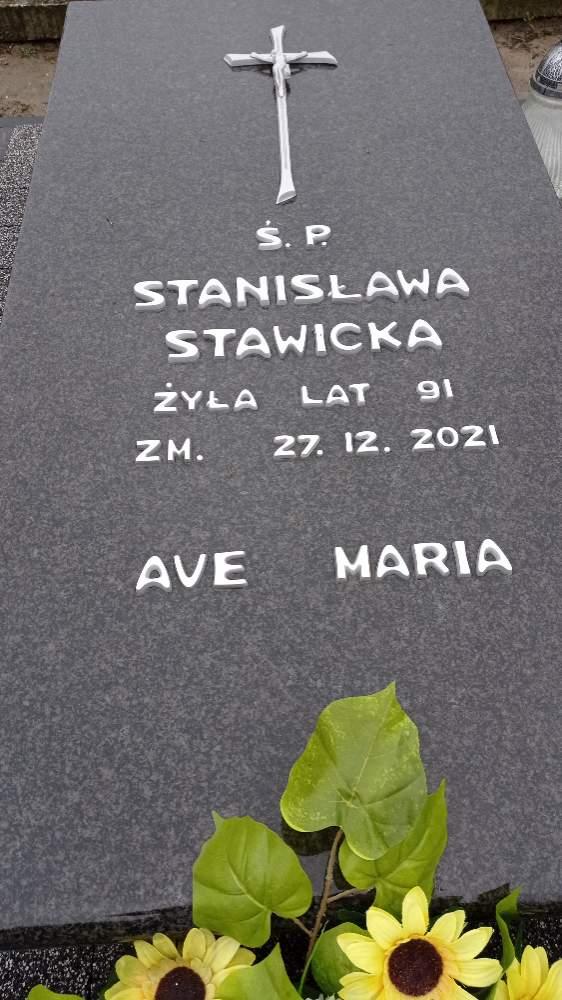 Ś. P.
STANISŁAWA
STAWICKA
ŻYŁA LAT 91
ZM. 27. 12. 2021
AVE MARIA